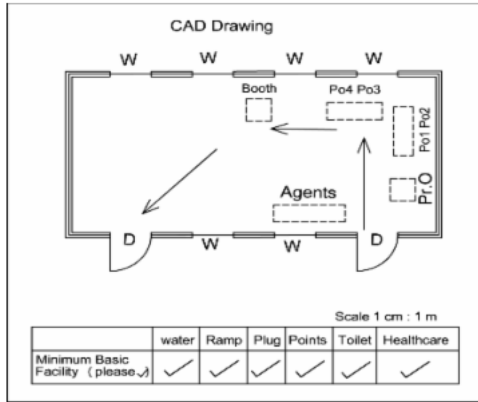 CAD Drawing
W W W W
Booth Po4 Po3
Po1 Po2
Pr.O
Agents
D W W D
Scale 1 cm : 1 m
water Ramp Plug Points Toilet Healthcare
Minimum Basic
Facility ( please ✓)
✓ ✓ ✓ ✓ ✓ ✓